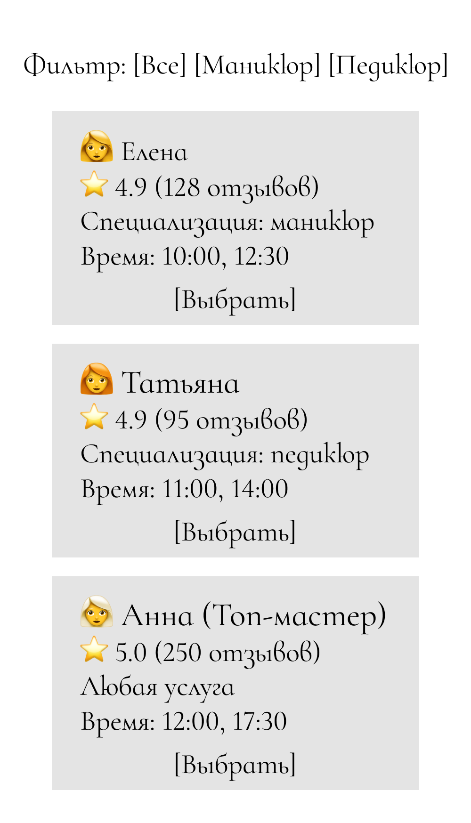 Фильтр: [Все] [Маникюр] [Педикюр]
👩 Елена
⭐ 4.9 (128 отзывов)
Специализация: маникюр
Время: 10:00, 12:30
[Выбрать]
👩‍🦰 Татьяна
⭐ 4.9 (95 отзывов)
Специализация: педикюр
Время: 11:00, 14:00
[Выбрать]
👩‍🦳 Анна (Топ-мастер)
⭐ 5.0 (250 отзывов)
Любая услуга
Время: 12:00, 17:30
[Выбрать]